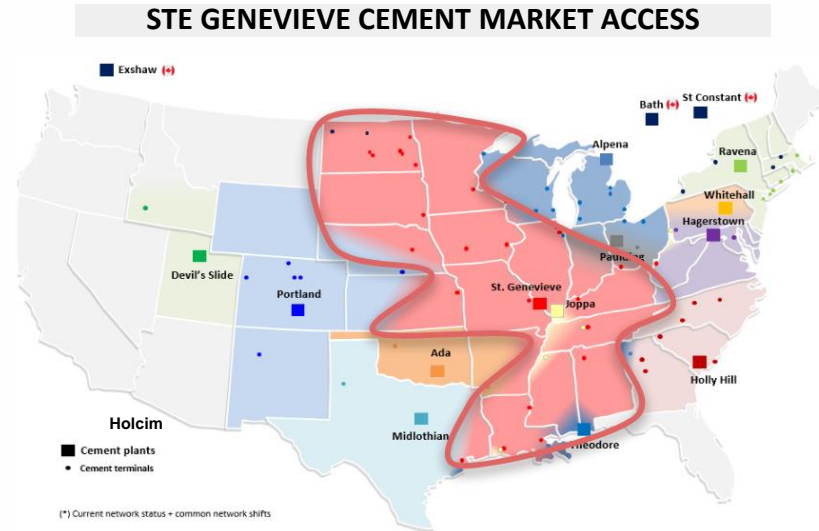 STE GENEVIEVE CEMENT MARKET ACCESS
Exshaw
Bath
St Constant
Alpena
Ravena
Whitehall
Hagerstown
Devil's Slide
Paulding
St. Genevieve
Joppa
Portland
Ada
Holly Hill
Midlothian
Theodore
Holcim
Cement plants
Cement terminals
(*) Current network status + common network shifts